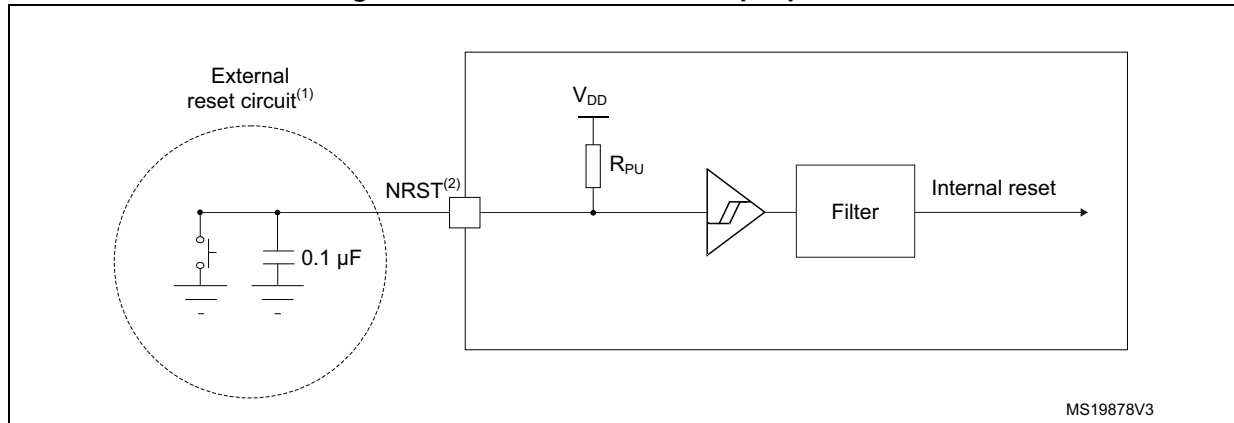 External
reset circuit(1)
VDD
RPU
NRST(2)
Filter
Internal reset
0.1 µF
MS19878V3